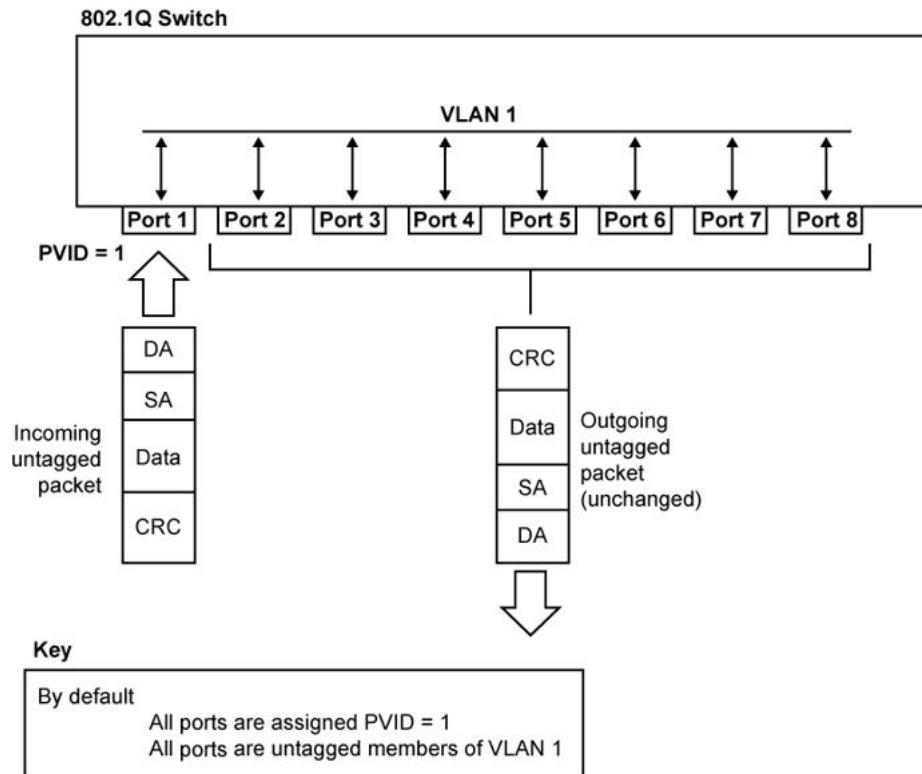 802.1Q Switch
VLAN 1
Port 1
Port 2
Port 3
Port 4
Port 5
Port 6
Port 7
Port 8
PVID = 1
DA
SA
Data
CRC
Incoming
untagged
packet
CRC
Data
SA
DA
Outgoing
untagged
packet
(unchanged)
Key
By default
All ports are assigned PVID = 1
All ports are untagged members of VLAN 1